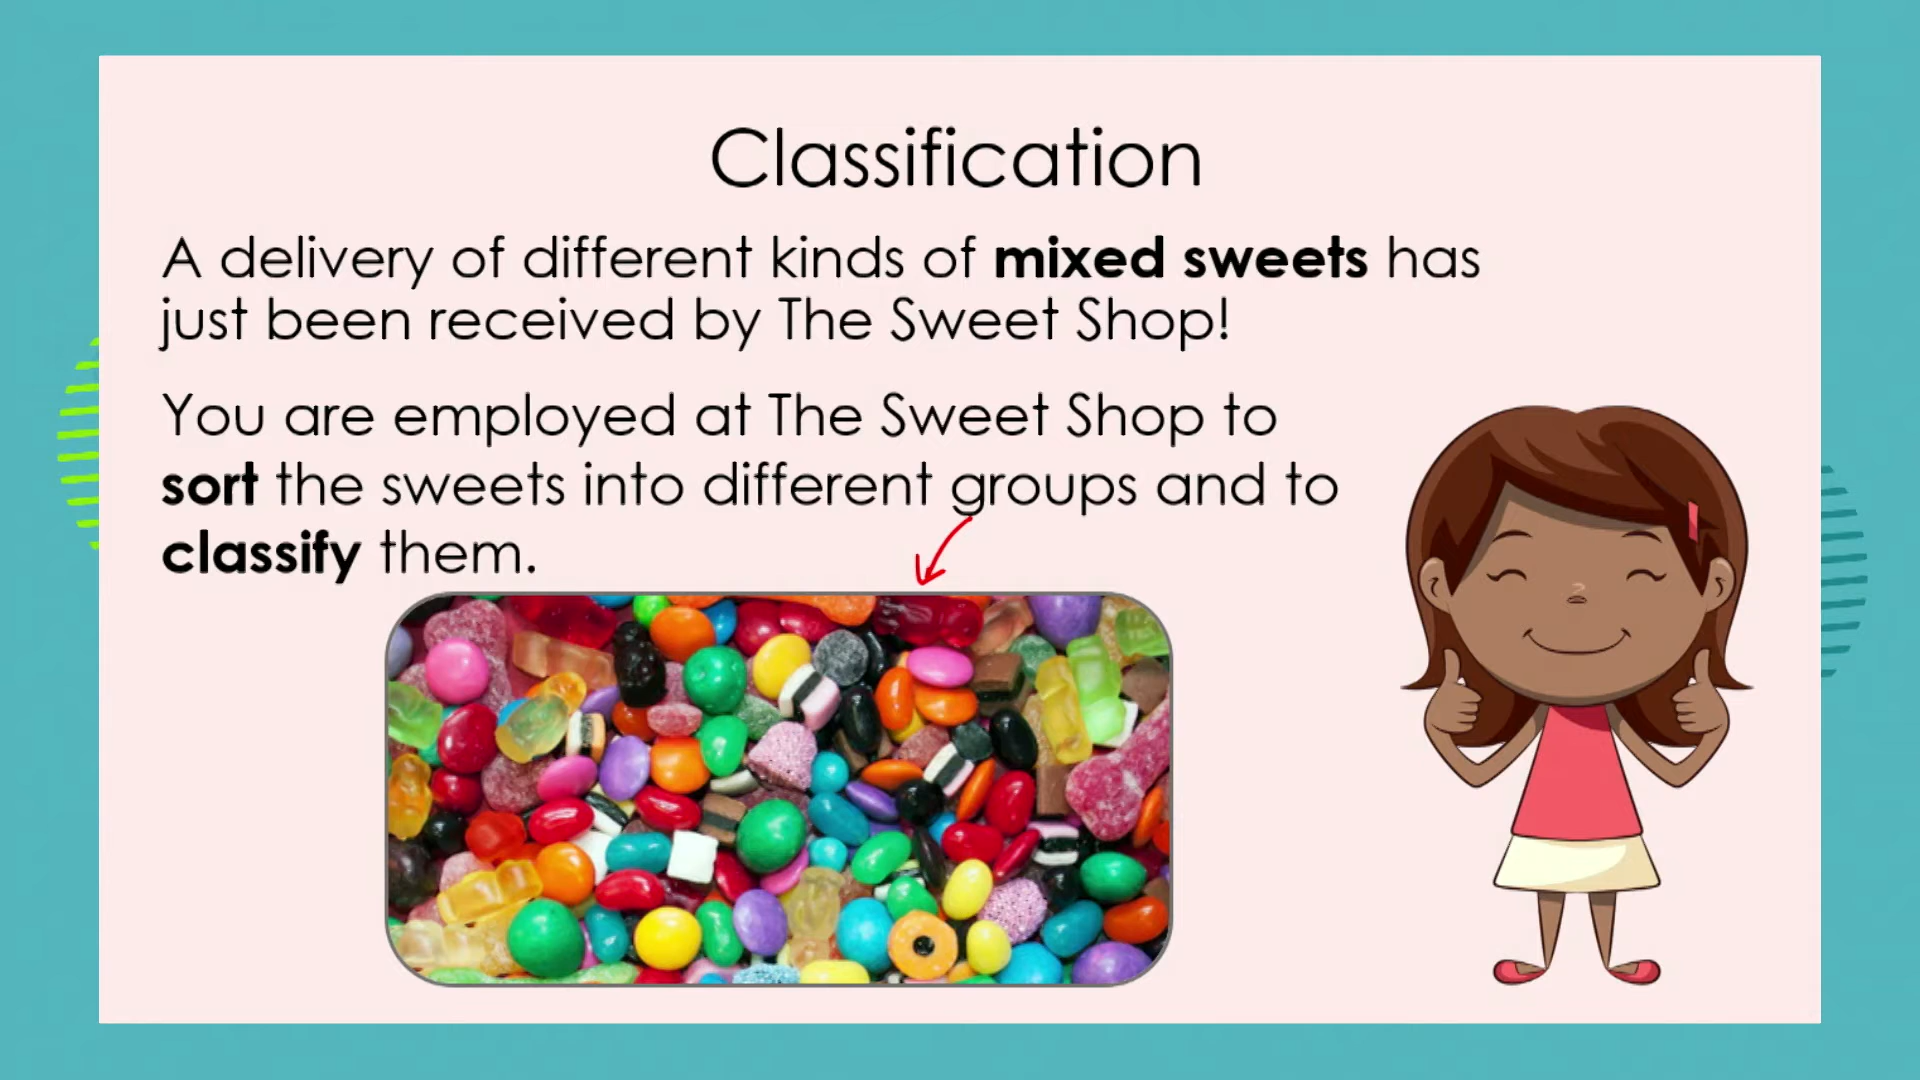 Classification
A delivery of different kinds of mixed sweets has
just been received by The Sweet Shop!
You are employed at The Sweet Shop to
sort the sweets into different groups and to
classify them.